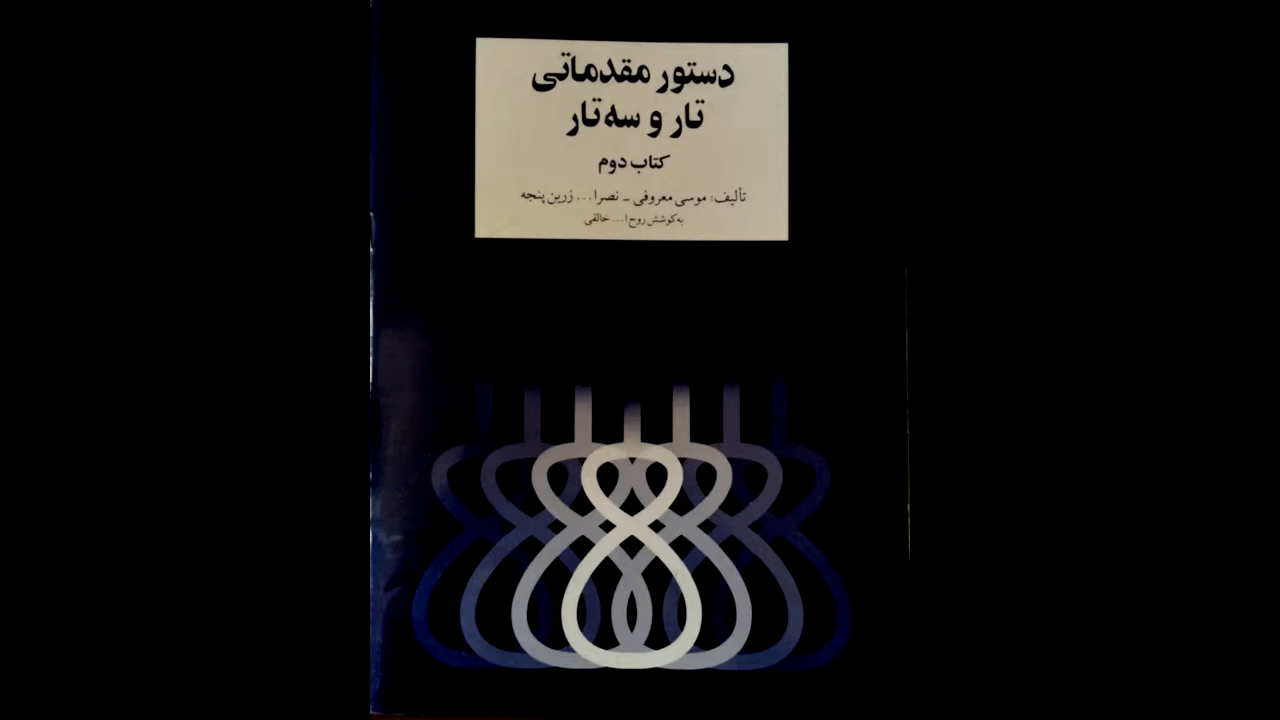 دستور مقدماتی
تار و سه‌تار
کتاب دوم
تألیف: موسی معروفی ـ نصرا... زرین پنجه
به‌کوشش روح ا... خالقی